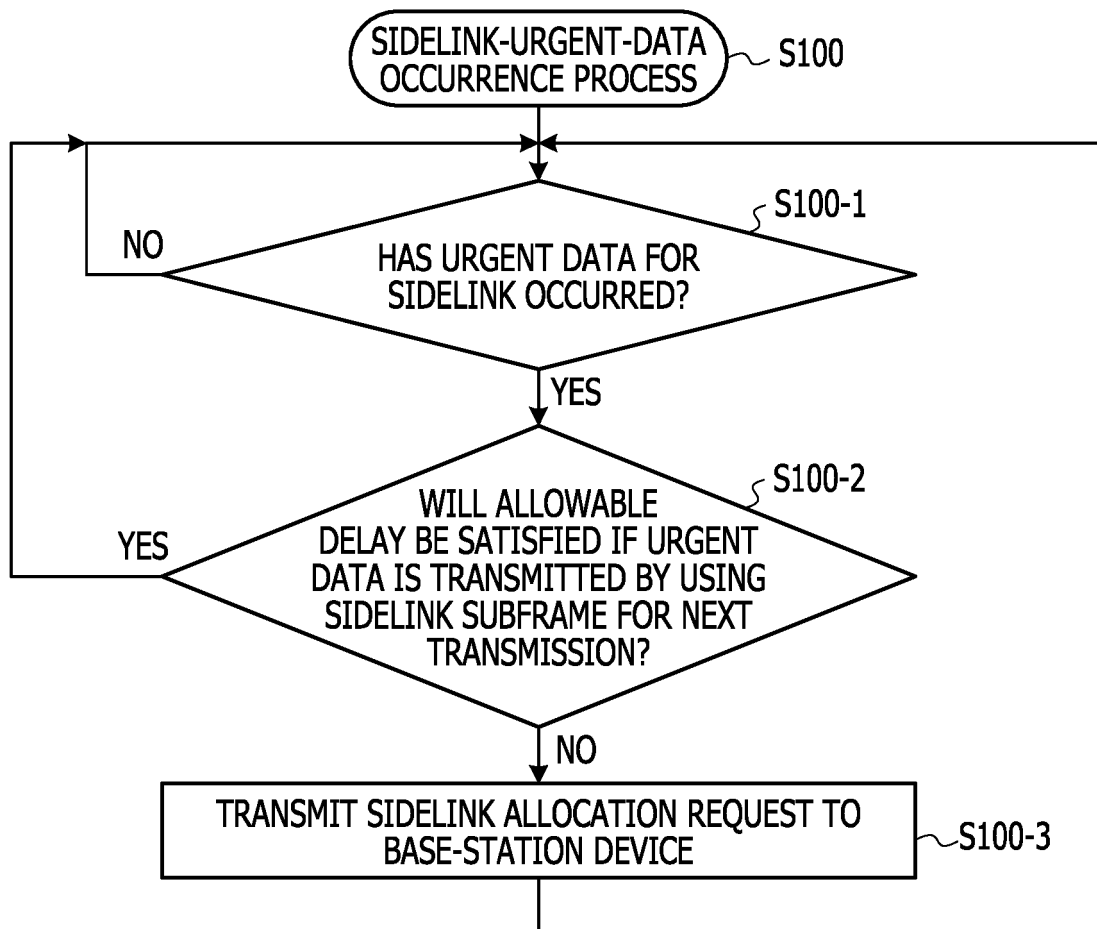 SIDELINK-URGENT-DATA
OCCURRENCE PROCESS
S100
S100-1
NO
HAS URGENT DATA FOR
SIDELINK OCCURRED?
YES
S100-2
YES
WILL ALLOWABLE
DELAY BE SATISFIED IF URGENT
DATA IS TRANSMITTED BY USING
SIDELINK SUBFRAME FOR NEXT
TRANSMISSION?
NO
TRANSMIT SIDELINK ALLOCATION REQUEST TO
BASE-STATION DEVICE
S100-3